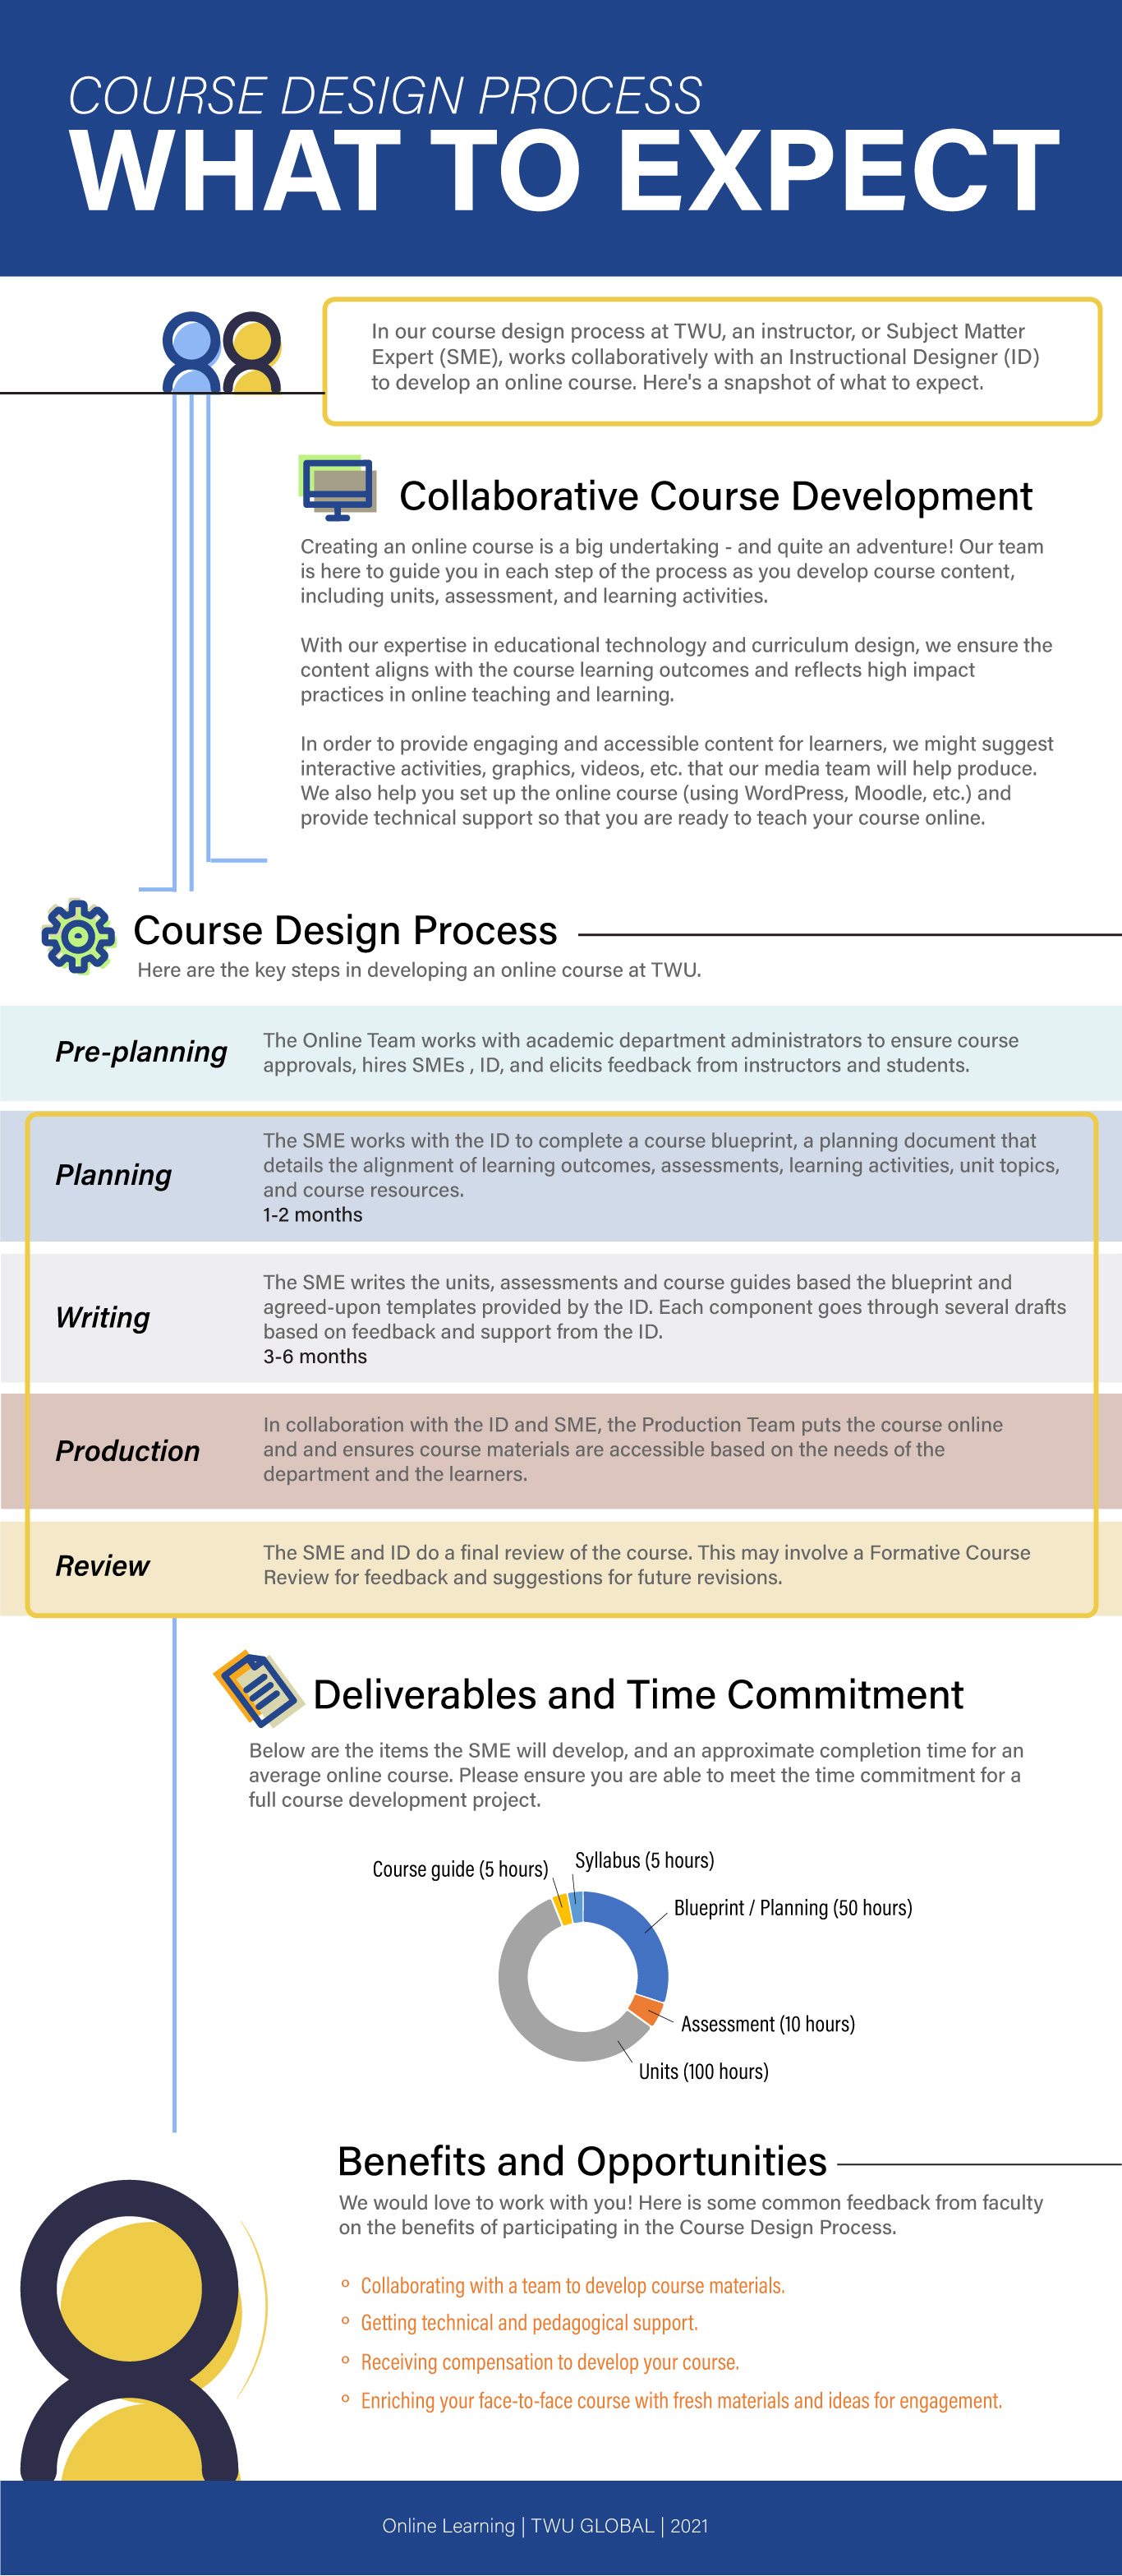 COURSE DESIGN PROCESS
WHAT TO EXPECT
In our course design process at TWU, an instructor, or Subject Matter
Expert (SME), works collaboratively with an Instructional Designer (ID)
to develop an online course. Here's a snapshot of what to expect.
Collaborative Course Development
Creating an online course is a big undertaking - and quite an adventure! Our team
is here to guide you in each step of the process as you develop course content,
including units, assessment, and learning activities.
With our expertise in educational technology and curriculum design, we ensure the
content aligns with the course learning outcomes and reflects high impact
practices in online teaching and learning.
In order to provide engaging and accessible content for learners, we might suggest
interactive activities, graphics, videos, etc. that our media team will help produce.
We also help you set up the online course (using WordPress, Moodle, etc.) and
provide technical support so that you are ready to teach your course online.
Course Design Process
Here are the key steps in developing an online course at TWU.
Pre-planning
The Online Team works with academic department administrators to ensure course
approvals, hires SMEs , ID, and elicits feedback from instructors and students.
Planning
The SME works with the ID to complete a course blueprint, a planning document that
details the alignment of learning outcomes, assessments, learning activities, unit topics,
and course resources.
1-2 months
Writing
The SME writes the units, assessments and course guides based the blueprint and
agreed-upon templates provided by the ID. Each component goes through several drafts
based on feedback and support from the ID.
3-6 months
Production
In collaboration with the ID and SME, the Production Team puts the course online
and and ensures course materials are accessible based on the needs of the
department and the learners.
Review
The SME and ID do a final review of the course. This may involve a Formative Course
Review for feedback and suggestions for future revisions.
Deliverables and Time Commitment
Below are the items the SME will develop, and an approximate completion time for an
average online course. Please ensure you are able to meet the time commitment for a
full course development project.
Course guide (5 hours)
Syllabus (5 hours)
Blueprint / Planning (50 hours)
Assessment (10 hours)
Units (100 hours)
Benefits and Opportunities
We would love to work with you! Here is some common feedback from faculty
on the benefits of participating in the Course Design Process.
° Collaborating with a team to develop course materials.
° Getting technical and pedagogical support.
° Receiving compensation to develop your course.
° Enriching your face-to-face course with fresh materials and ideas for engagement.
Online Learning | TWU GLOBAL | 2021